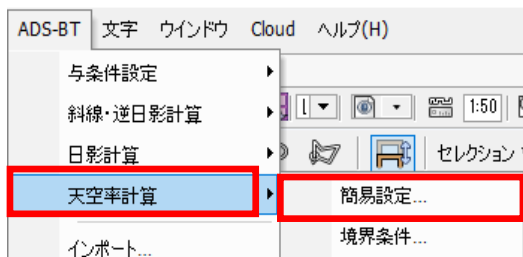 ADS-BT 文字 ウインドウ Cloud ヘルプ(H)
与条件設定
斜線・逆日影計算
1:50
日影計算
セレクション
天空率計算
簡易設定...
境界条件...
インポート...